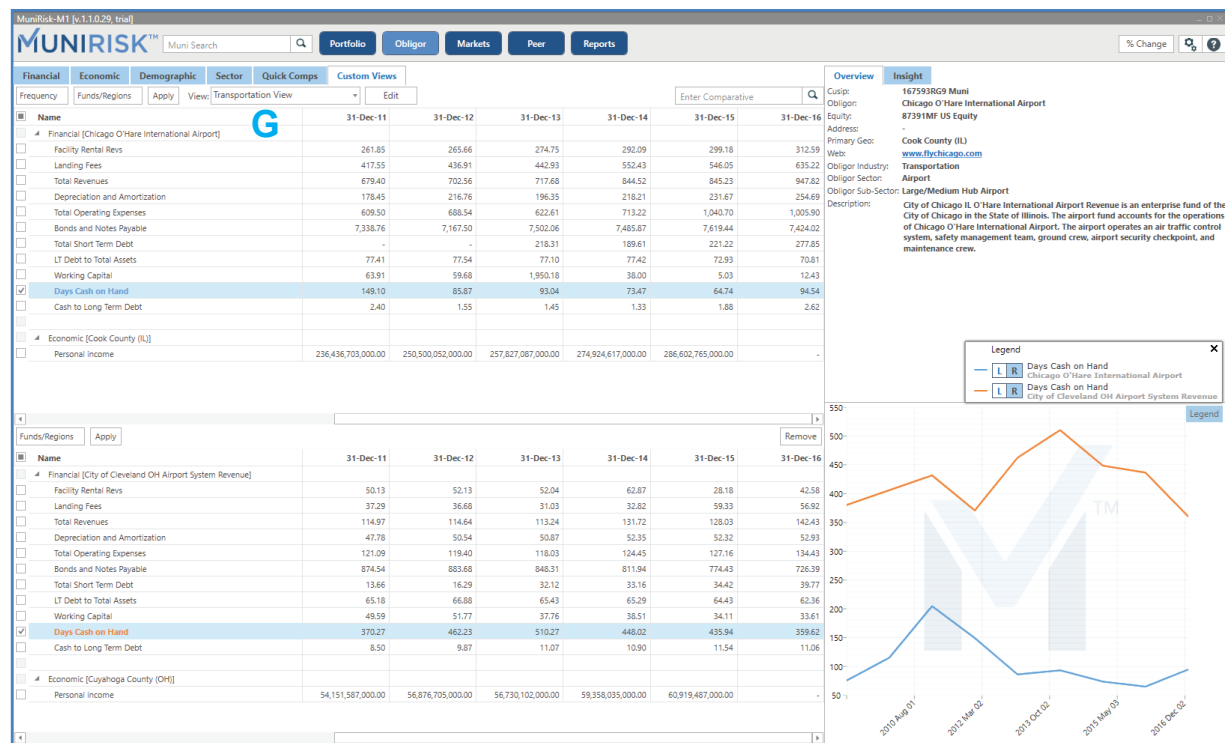 MuniRisk-M1 [v.1.1.0.29, trial]
MUNIRISK™ Muni Search Portfolio Obligor Markets Peer Reports % Change ?
Financial Economic Demographic Sector Quick Comps Custom Views
Frequency Funds/Regions Apply View: Transportation View Edit Enter Comparative
G
Name 31-Dec-11 31-Dec-12 31-Dec-13 31-Dec-14 31-Dec-15 31-Dec-16
Financial [Chicago O'Hare International Airport]
Facility Rental Revs 261.85 265.66 274.75 292.09 299.18 312.59
Landing Fees 417.55 436.91 442.93 552.43 546.05 635.22
Total Revenues 679.40 702.56 717.68 844.52 845.23 947.82
Depreciation and Amortization 178.45 216.76 196.35 218.21 231.67 254.69
Total Operating Expenses 609.50 688.54 622.61 713.22 1,040.70 1,005.90
Bonds and Notes Payable 7,338.76 7,167.50 7,502.06 7,485.87 7,619.44 7,424.02
Total Short Term Debt - - 218.31 189.61 221.22 277.85
LT Debt to Total Assets 77.41 77.54 77.10 77.42 72.93 70.81
Working Capital 63.91 59.68 1,950.18 38.00 5.03 12.43
Days Cash on Hand 149.10 85.87 93.04 73.47 64.74 94.54
Cash to Long Term Debt 2.40 1.55 1.45 1.33 1.88 2.62
Economic [Cook County (IL)]
Personal income 236,436,703,000.00 250,500,052,000.00 257,827,087,000.00 274,924,617,000.00 286,602,765,000.00 -
Funds/Regions Apply Remove
Name 31-Dec-11 31-Dec-12 31-Dec-13 31-Dec-14 31-Dec-15 31-Dec-16
Financial [City of Cleveland OH Airport System Revenue]
Facility Rental Revs 50.13 52.13 52.04 62.87 28.18 42.58
Landing Fees 37.29 36.68 31.03 32.82 59.33 56.92
Total Revenues 114.97 114.64 113.24 131.72 128.03 142.43
Depreciation and Amortization 47.78 50.54 50.87 52.35 52.32 52.93
Total Operating Expenses 121.09 119.40 118.03 124.45 127.16 134.43
Bonds and Notes Payable 874.54 883.68 848.31 811.94 774.43 726.39
Total Short Term Debt 13.66 16.29 32.12 33.16 34.42 39.77
LT Debt to Total Assets 65.18 66.88 65.43 65.29 64.43 62.36
Working Capital 49.59 51.77 37.76 38.51 34.11 33.61
Days Cash on Hand 370.27 462.23 510.27 448.02 435.94 359.62
Cash to Long Term Debt 8.50 9.87 11.07 10.90 11.54 11.06
Economic [Cuyahoga County (OH)]
Personal income 54,151,587,000.00 56,876,705,000.00 56,730,102,000.00 59,358,035,000.00 60,919,487,000.00 -
Overview Insight
Cusip: 167593RG9 Muni
Obligor: Chicago O'Hare International Airport
Equity: 87391MF US Equity
Address: -
Primary Geo: Cook County (IL)
Web: www.flychicago.com
Obligor Industry: Transportation
Obligor Sector: Airport
Obligor Sub-Sector: Large/Medium Hub Airport
Description: City of Chicago IL O'Hare International Airport Revenue is an enterprise fund of the
City of Chicago in the State of Illinois. The airport fund accounts for the operations
of Chicago O'Hare International Airport. The airport operates an air traffic control
system, safety management team, ground crew, airport security checkpoint, and
maintenance crew.
Legend
L R Days Cash on Hand
Chicago O'Hare International Airport
L R Days Cash on Hand
City of Cleveland OH Airport System Revenue
Legend
550
500
450
400
350
300
250
200
150
100
50
TM
2010 Aug 01 2012 Mar 02 2013 Oct 02 2015 May 03 2016 Dec 02